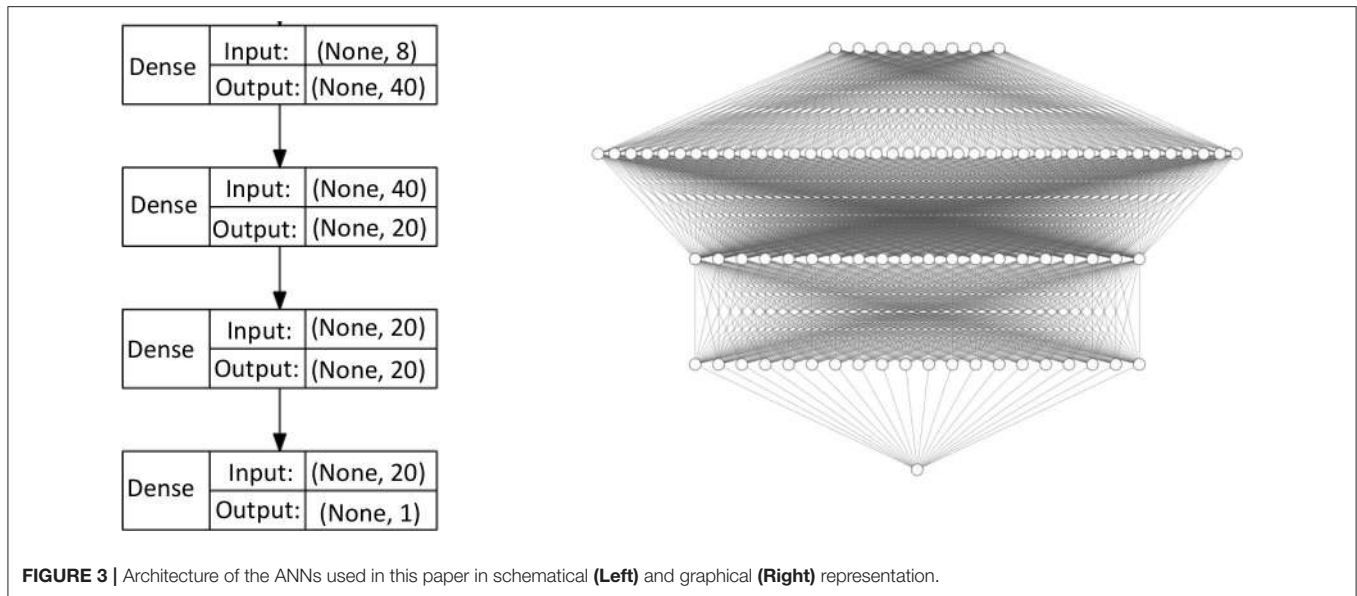 Dense
Input: (None, 8)
Output: (None, 40)
Dense
Input: (None, 40)
Output: (None, 20)
Dense
Input: (None, 20)
Output: (None, 20)
Dense
Input: (None, 20)
Output: (None, 1)
FIGURE 3 | Architecture of the ANNs used in this paper in schematical (Left) and graphical (Right) representation.